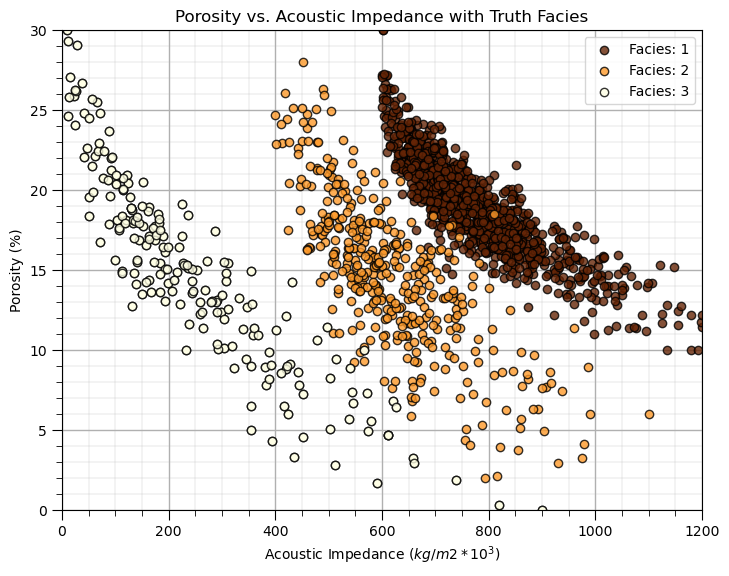 Porosity vs. Acoustic Impedance with Truth Facies
Facies: 1
Facies: 2
Facies: 3
Porosity (%)
30
25
20
15
10
5
0
0 200 400 600 800 1000 1200
Acoustic Impedance (kg/m2 * 10³)